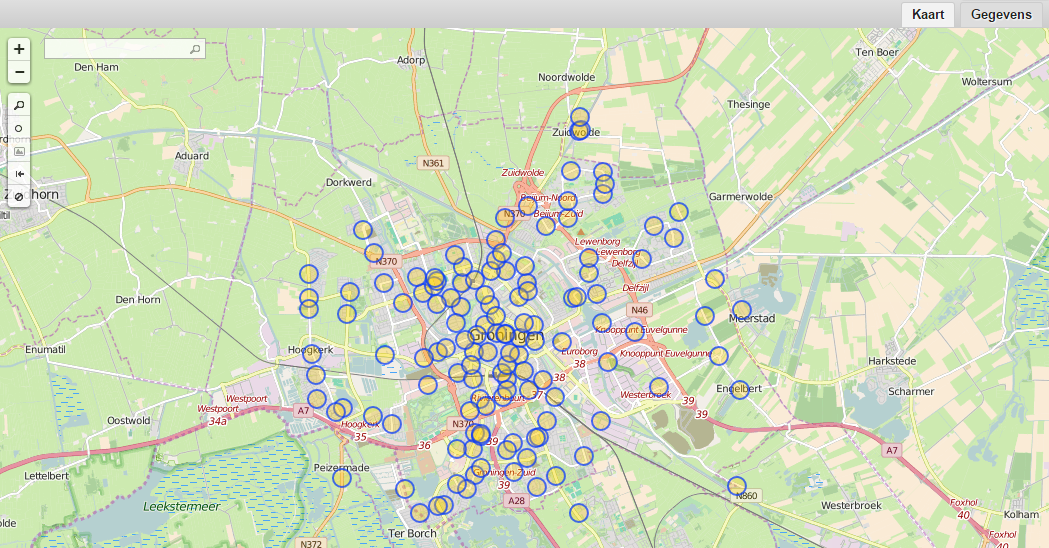 Kaart
Gegevens
+
−
Ten Boer
Adorp
Den Ham
Noordwolde
Woltersum
Thesinge
Zuidwolde
Aduard
N361
Zuidwolde
Dorkwerd
horn
Garmerwolde
Beijum-Noord
N370
Beijum-Zuid
Lewenborg
Lewenborg
N370
Delfzijl
Delfzijl
Den Horn
N46
Meerstad
Knooppunt Euvelgunne
Groningen
Enumatil
Hoogkerk
Euroborg
Knooppunt Euvelgunne
38
Harkstede
38
Engelbert
Scharmer
Westpoort
Westpoort
Westerbroek
37
39
A7
39
Oostwold
34a
Hoogkerk
N370
35
36
39
A7
Peizermade
Lettelbert
Groningen-Zuid
39
Leekstermeer
A28
N860
Westerbroek
Foxhol
40
Kolham
Ter Borch
Foxhol
40
N372